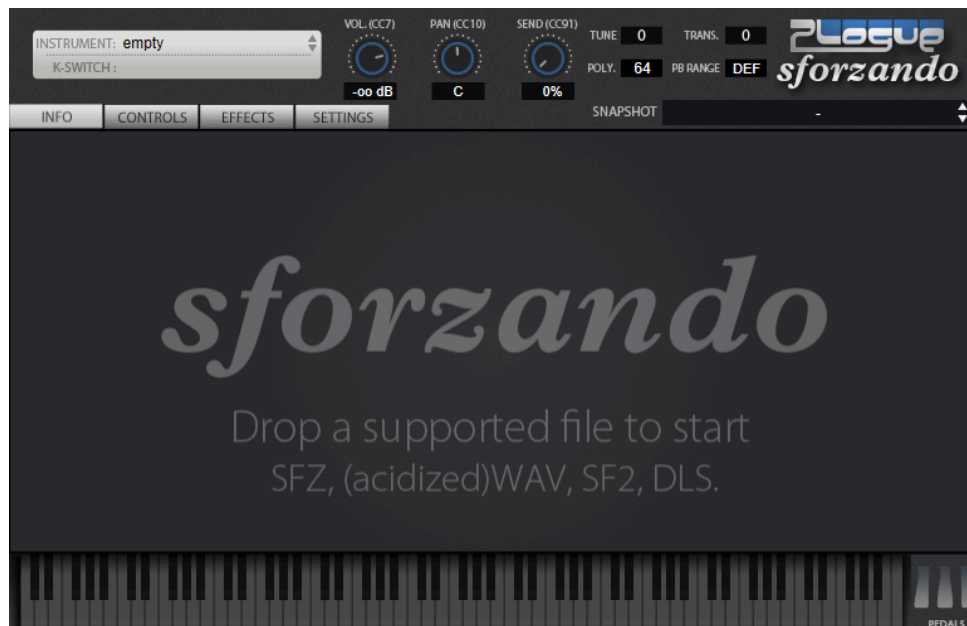 INSTRUMENT: empty
K-SWITCH :
VOL. (CC7)
-oo dB
PAN (CC10)
C
SEND (CC91)
0%
TUNE 0
TRANS. 0
POLY. 64
PB RANGE DEF
Plogue
sforzando
INFO
CONTROLS
EFFECTS
SETTINGS
SNAPSHOT -
sforzando
Drop a supported file to start
SFZ, (acidized)WAV, SF2, DLS.
PEDALS